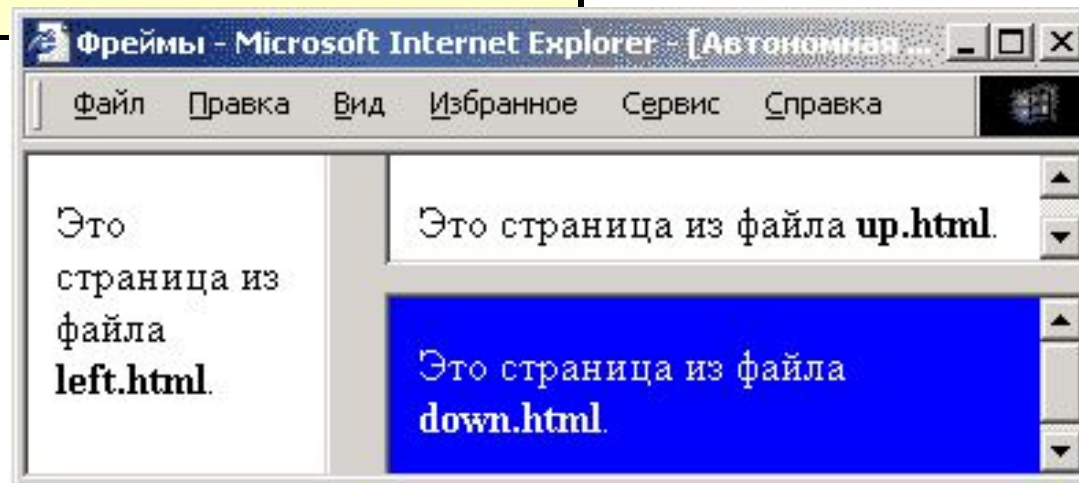 Фреймы - Microsoft Internet Explorer - [Автономная ...
Файл Правка Вид Избранное Сервис Справка
Это
страница из
файла
left.html.
Это страница из файла up.html.
Это страница из файла
down.html.